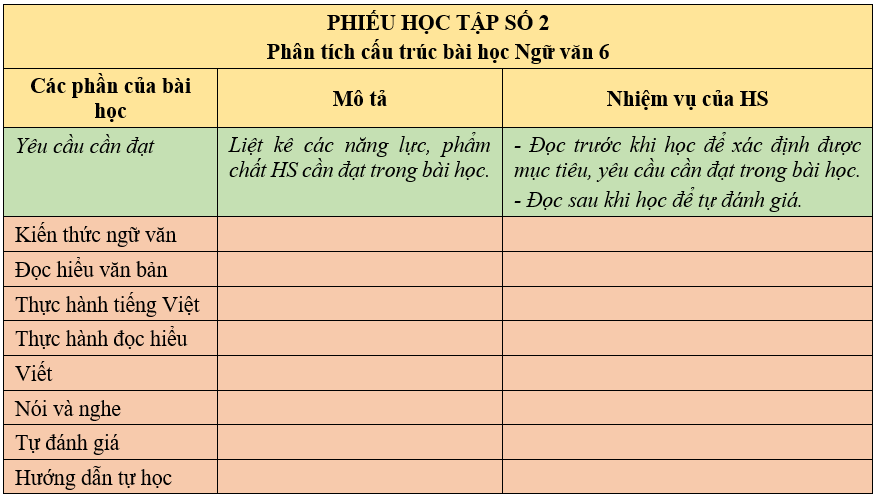 PHIẾU HỌC TẬP SỐ 2
Phân tích cấu trúc bài học Ngữ văn 6
Các phần của bài
học
Mô tả
Nhiệm vụ của HS
Yêu cầu cần đạt
Liệt kê các năng lực, phẩm
chất HS cần đạt trong bài học.
- Đọc trước khi học để xác định được
mục tiêu, yêu cầu cần đạt trong bài học.
- Đọc sau khi học để tự đánh giá.
Kiến thức ngữ văn
Đọc hiểu văn bản
Thực hành tiếng Việt
Thực hành đọc hiểu
Viết
Nói và nghe
Tự đánh giá
Hướng dẫn tự học